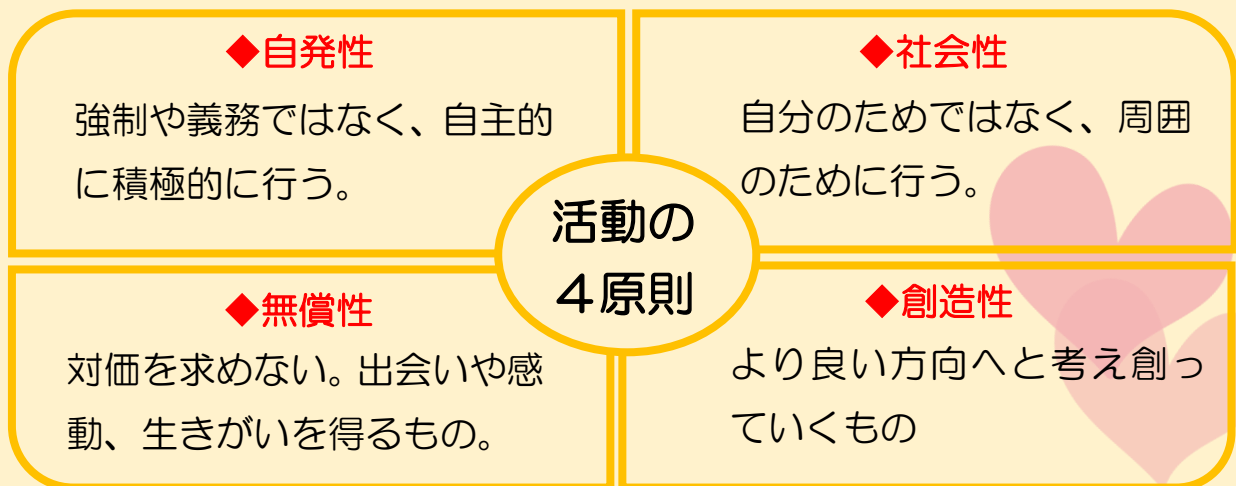 ◆自発性
強制や義務ではなく、自主的
に積極的に行う。
◆社会性
自分のためではなく、周囲
のために行う。
活動の
４原則
◆無償性
対価を求めない。出会いや感
動、生きがいを得るもの。
◆創造性
より良い方向へと考え創っ
ていくもの